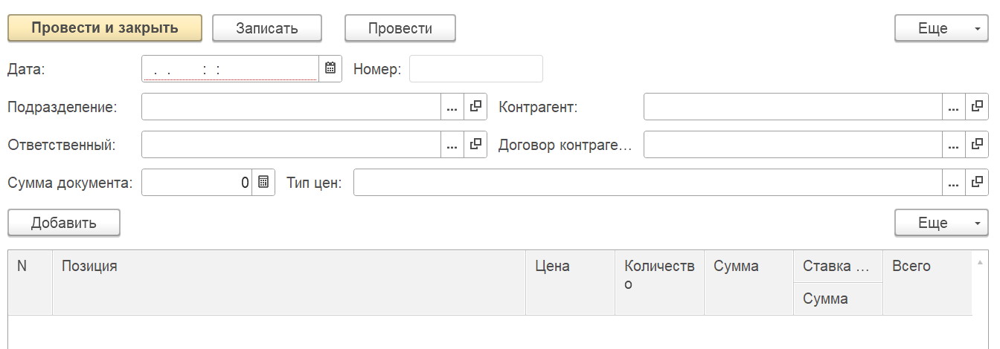 Провести и закрыть Записать Провести Еще
Дата: . . : : Номер:
Подразделение: ... Контрагент: ...
Ответственный: ... Договор контраге... ...
Сумма документа: 0 Тип цен: ...
Добавить Еще
N Позиция Цена Количеств Сумма Ставка ... Всего
о Сумма